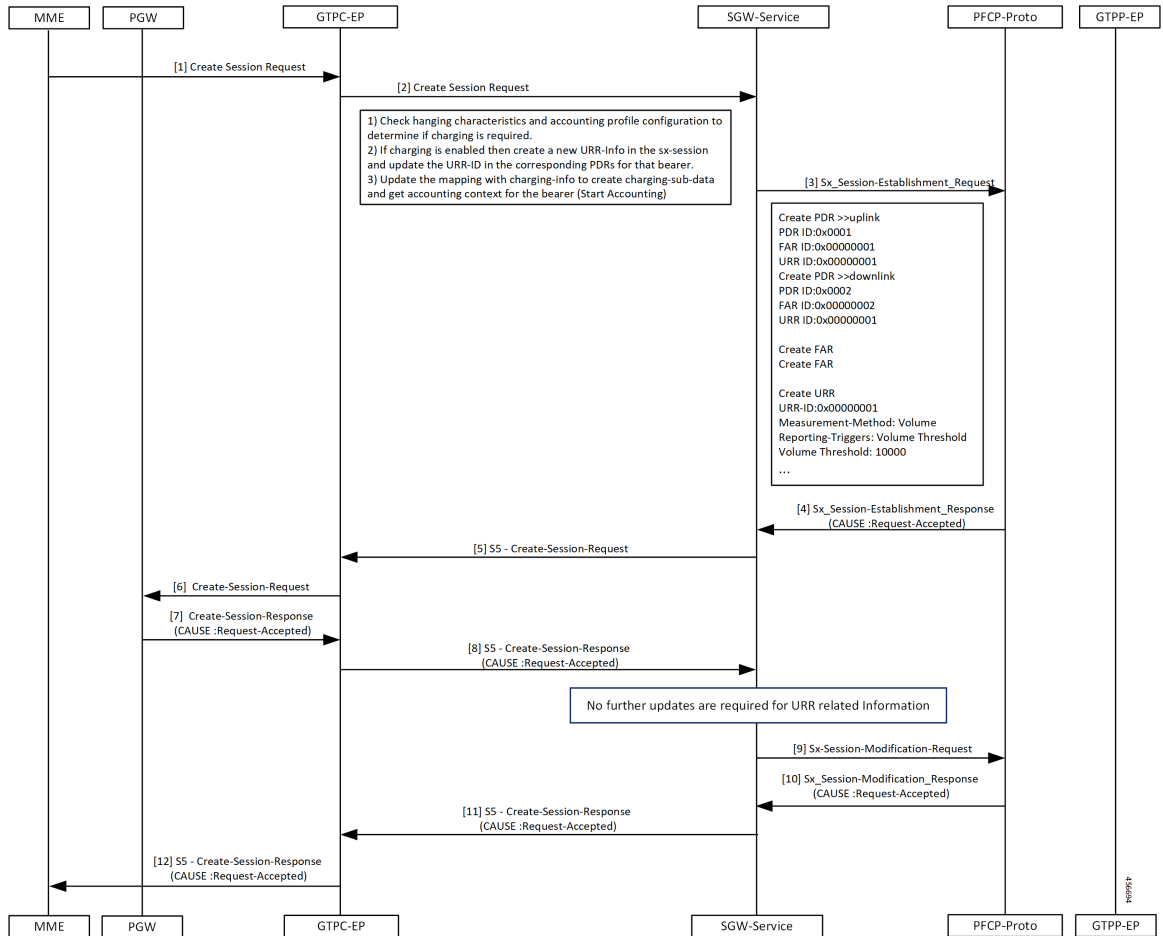 MME
PGW
GTPC-EP
SGW-Service
PFCP-Proto
GTPP-EP
[1] Create Session Request
[2] Create Session Request
1) Check hanging characteristics and accounting profile configuration to
determine if charging is required.
2) If charging is enabled then create a new URR-Info in the sx-session
and update the URR-ID in the corresponding PDRs for that bearer.
3) Update the mapping with charging-info to create charging-sub-data
and get accounting context for the bearer (Start Accounting)
[3] Sx_Session-Establishment_Request
Create PDR >>uplink
PDR ID:0x0001
FAR ID:0x00000001
URR ID:0x00000001
Create PDR >>downlink
PDR ID:0x0002
FAR ID:0x00000002
URR ID:0x00000001
Create FAR
Create FAR
Create URR
URR-ID:0x00000001
Measurement-Method: Volume
Reporting-Triggers: Volume Threshold
Volume Threshold: 10000
...
[4] Sx_Session-Establishment_Response
(CAUSE :Request-Accepted)
[5] S5 - Create-Session-Request
[6] Create-Session-Request
[7] Create-Session-Response
(CAUSE :Request-Accepted)
[8] S5 - Create-Session-Response
(CAUSE :Request-Accepted)
No further updates are required for URR related Information
[9] Sx-Session-Modification-Request
[10] Sx_Session-Modification_Response
(CAUSE :Request-Accepted)
[11] S5 - Create-Session-Response
(CAUSE :Request-Accepted)
[12] S5 - Create-Session-Response
(CAUSE :Request-Accepted)
456694
MME
PGW
GTPC-EP
SGW-Service
PFCP-Proto
GTPP-EP